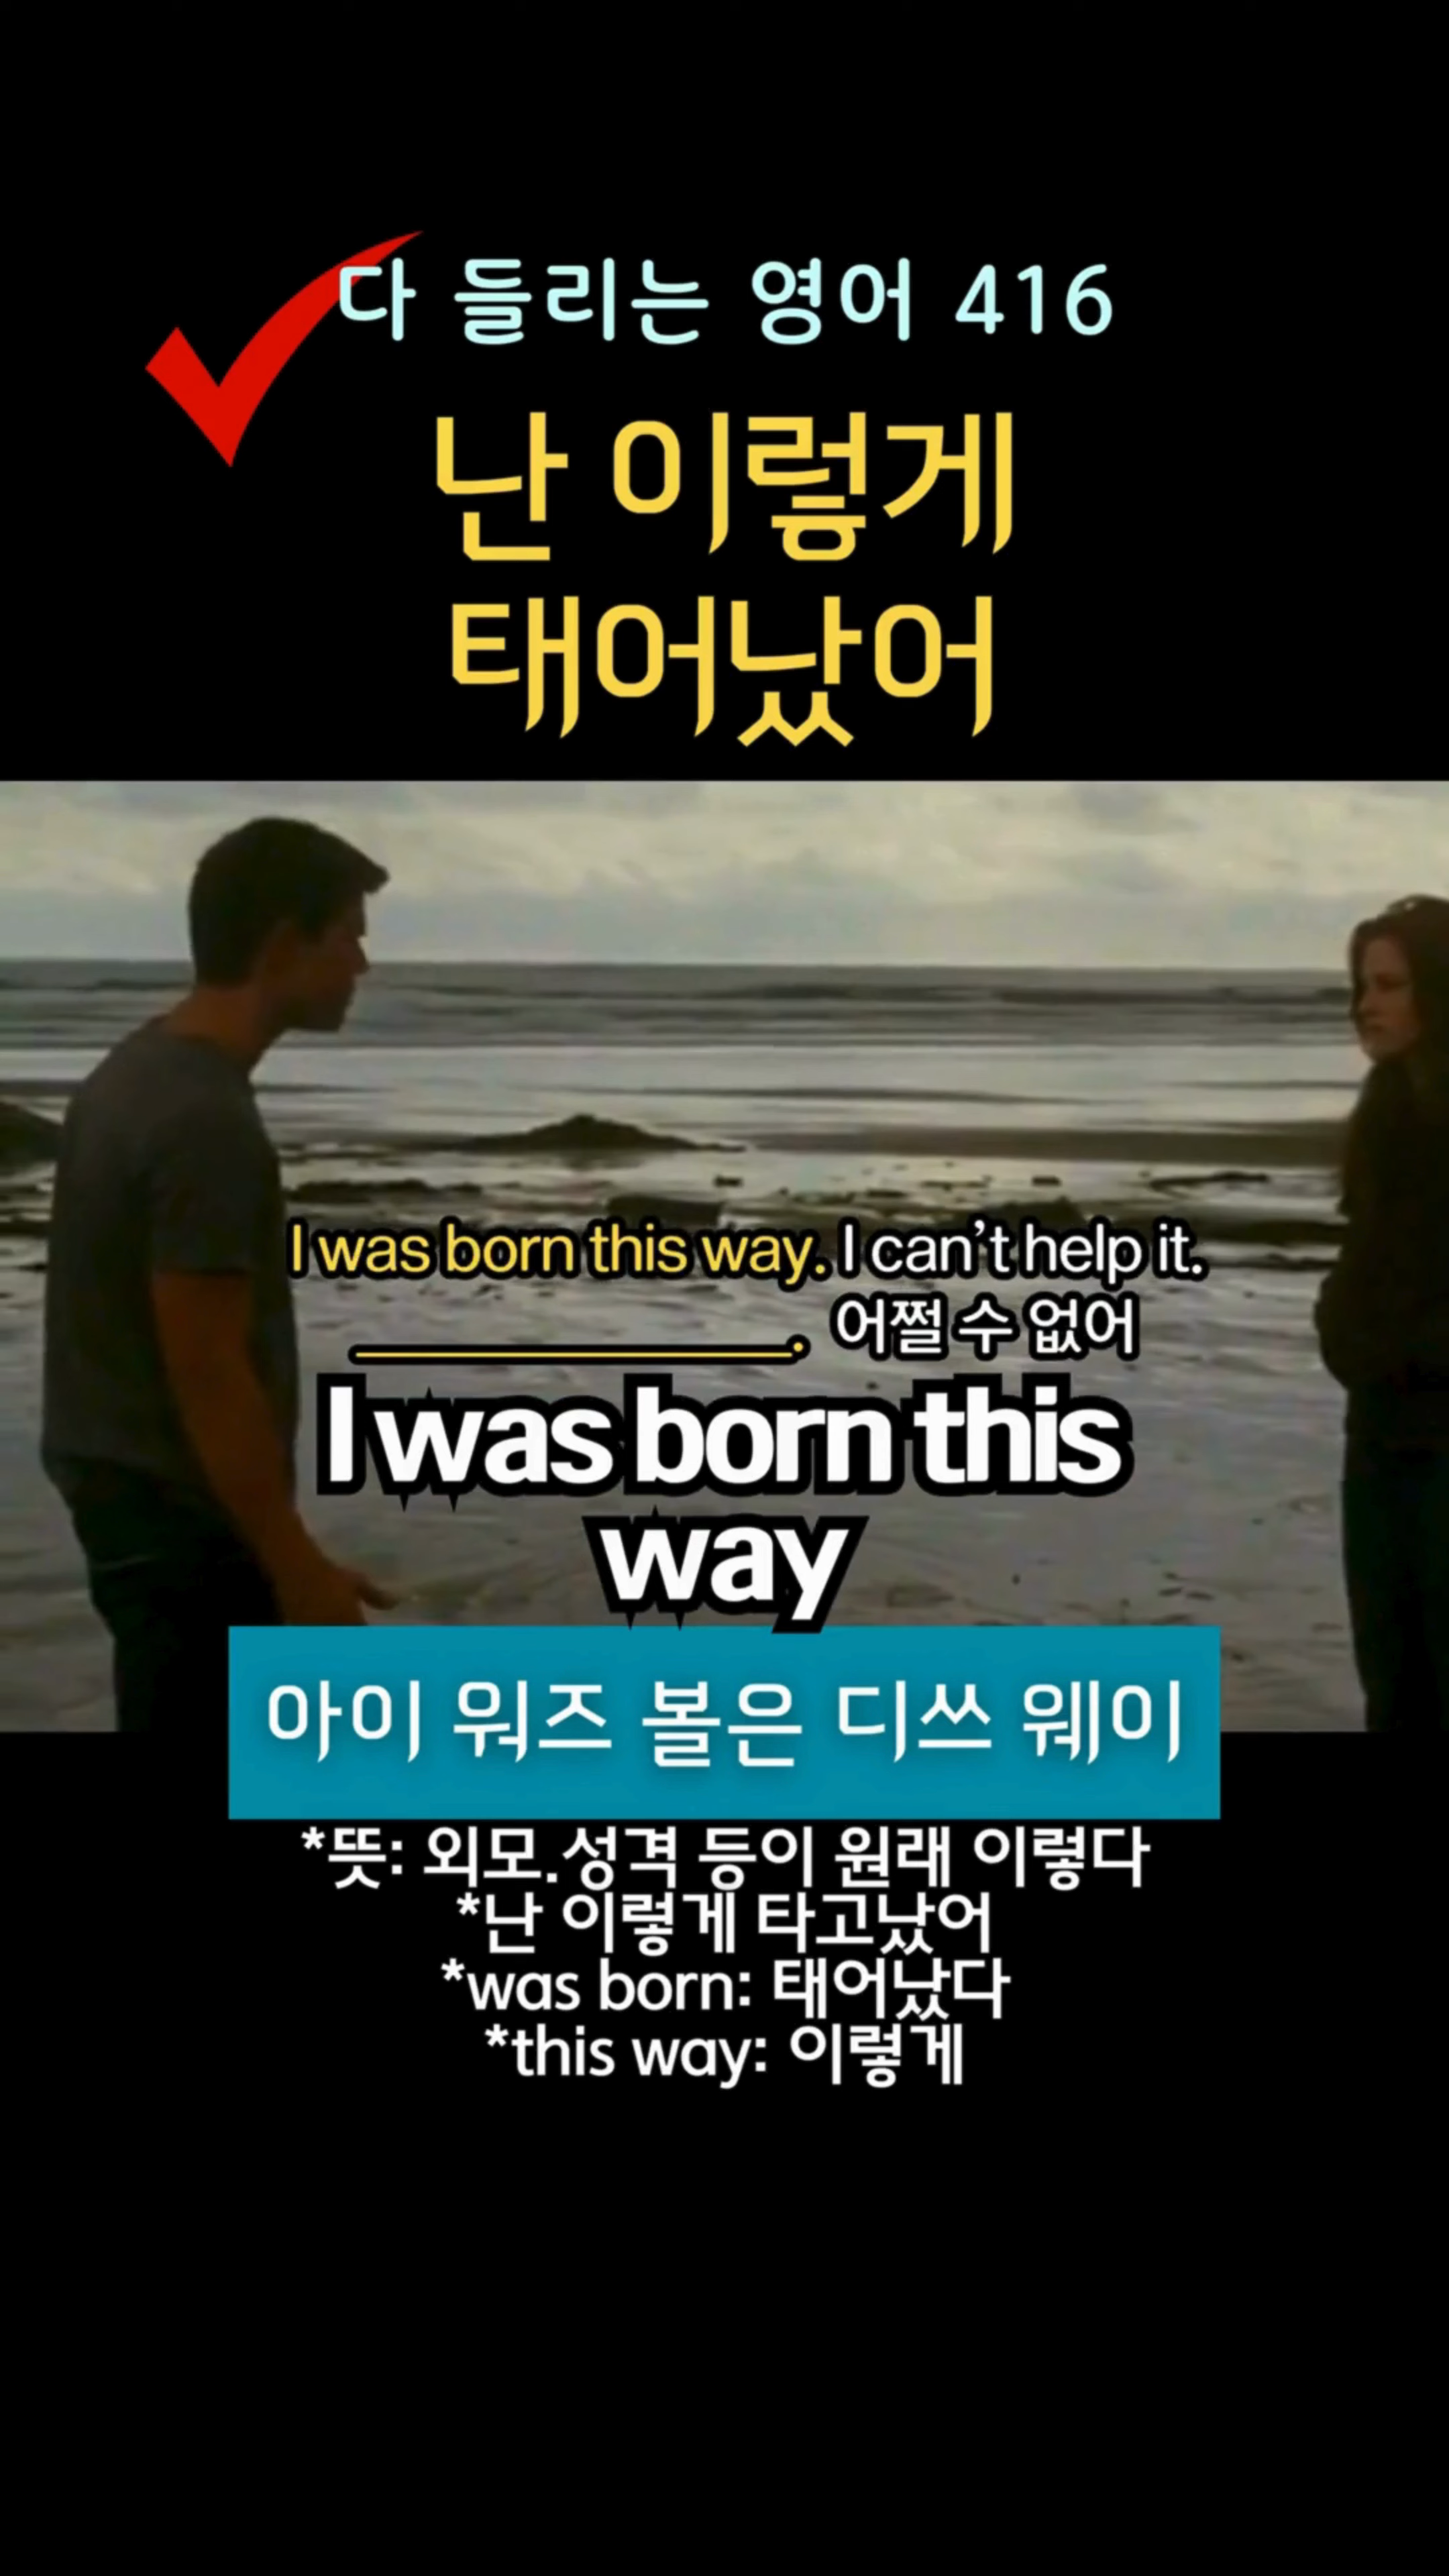 다 들리는 영어 416
난 이렇게
태어났어
I was born this way. I can't help it.
어쩔 수 없어
I was born this
way
아이 워즈 볼은 디쓰 웨이
*뜻: 외모.성격 등이 원래 이렇다
*난 이렇게 타고났어
*was born: 태어났다
*this way: 이렇게